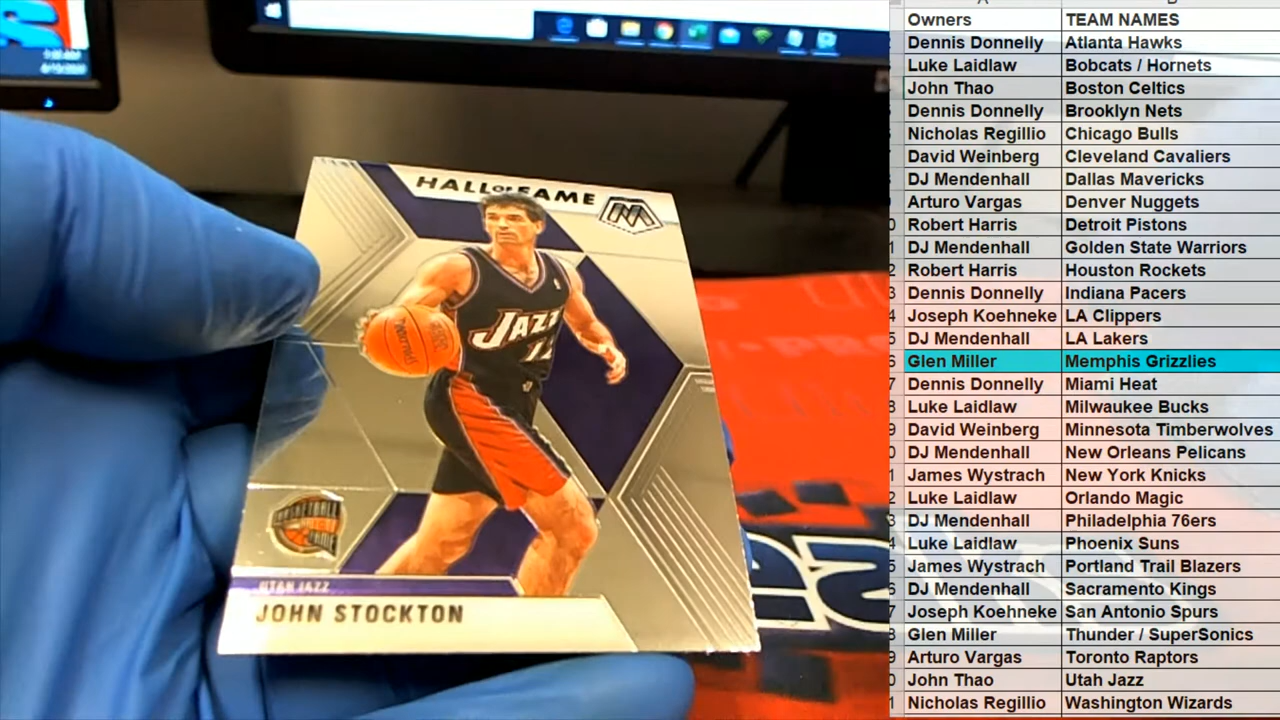 HALL OF FAME
M
JAZZ
12
BASKETBALL
UTAH JAZZ
JOHN STOCKTON
Owners TEAM NAMES
Dennis Donnelly Atlanta Hawks
Luke Laidlaw Bobcats / Hornets
John Thao Boston Celtics
Dennis Donnelly Brooklyn Nets
Nicholas Regillio Chicago Bulls
David Weinberg Cleveland Cavaliers
DJ Mendenhall Dallas Mavericks
Arturo Vargas Denver Nuggets
Robert Harris Detroit Pistons
DJ Mendenhall Golden State Warriors
Robert Harris Houston Rockets
Dennis Donnelly Indiana Pacers
Joseph Koehneke LA Clippers
DJ Mendenhall LA Lakers
Glen Miller Memphis Grizzlies
Dennis Donnelly Miami Heat
Luke Laidlaw Milwaukee Bucks
David Weinberg Minnesota Timberwolves
DJ Mendenhall New Orleans Pelicans
James Wystrach New York Knicks
Luke Laidlaw Orlando Magic
DJ Mendenhall Philadelphia 76ers
Luke Laidlaw Phoenix Suns
James Wystrach Portland Trail Blazers
DJ Mendenhall Sacramento Kings
Joseph Koehneke San Antonio Spurs
Glen Miller Thunder / SuperSonics
Arturo Vargas Toronto Raptors
John Thao Utah Jazz
Nicholas Regillio Washington Wizards